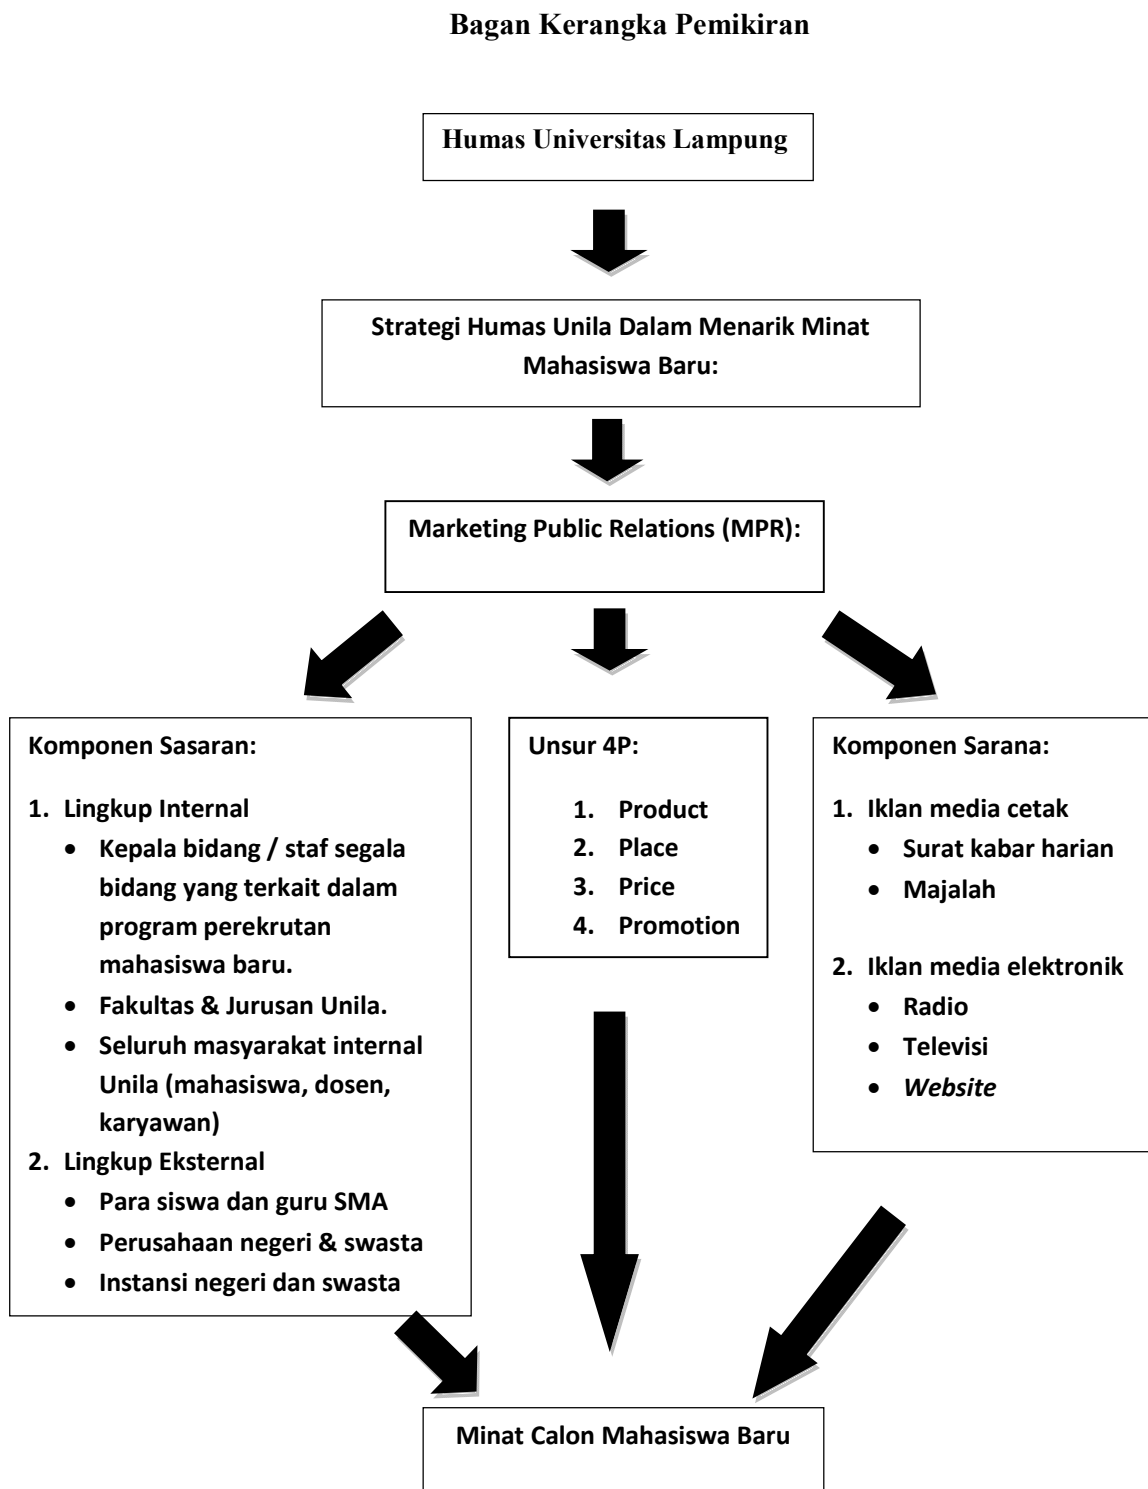 Bagan Kerangka Pemikiran
Humas Universitas Lampung
Strategi Humas Unila Dalam Menarik Minat
Mahasiswa Baru:
Marketing Public Relations (MPR):
Komponen Sasaran:
1. Lingkup Internal
• Kepala bidang / staf segala
bidang yang terkait dalam
program perekrutan
mahasiswa baru.
• Fakultas & Jurusan Unila.
• Seluruh masyarakat internal
Unila (mahasiswa, dosen,
karyawan)
2. Lingkup Eksternal
• Para siswa dan guru SMA
• Perusahaan negeri & swasta
• Instansi negeri dan swasta
Unsur 4P:
1. Product
2. Place
3. Price
4. Promotion
Komponen Sarana:
1. Iklan media cetak
• Surat kabar harian
• Majalah
2. Iklan media elektronik
• Radio
• Televisi
• Website
Minat Calon Mahasiswa Baru